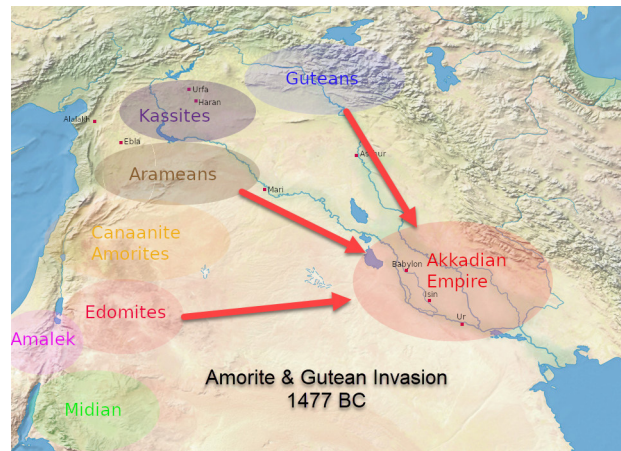 Guteans
Urfa
Haran
Kassites
Alalakh
Ebla
Assur
Arameans
Mari
Canaanite
Amorites
Akkadian
Empire
Babylon
Isin
Ur
Edomites
Amalek
Midian
Amorite & Gutean Invasion
1477 BC